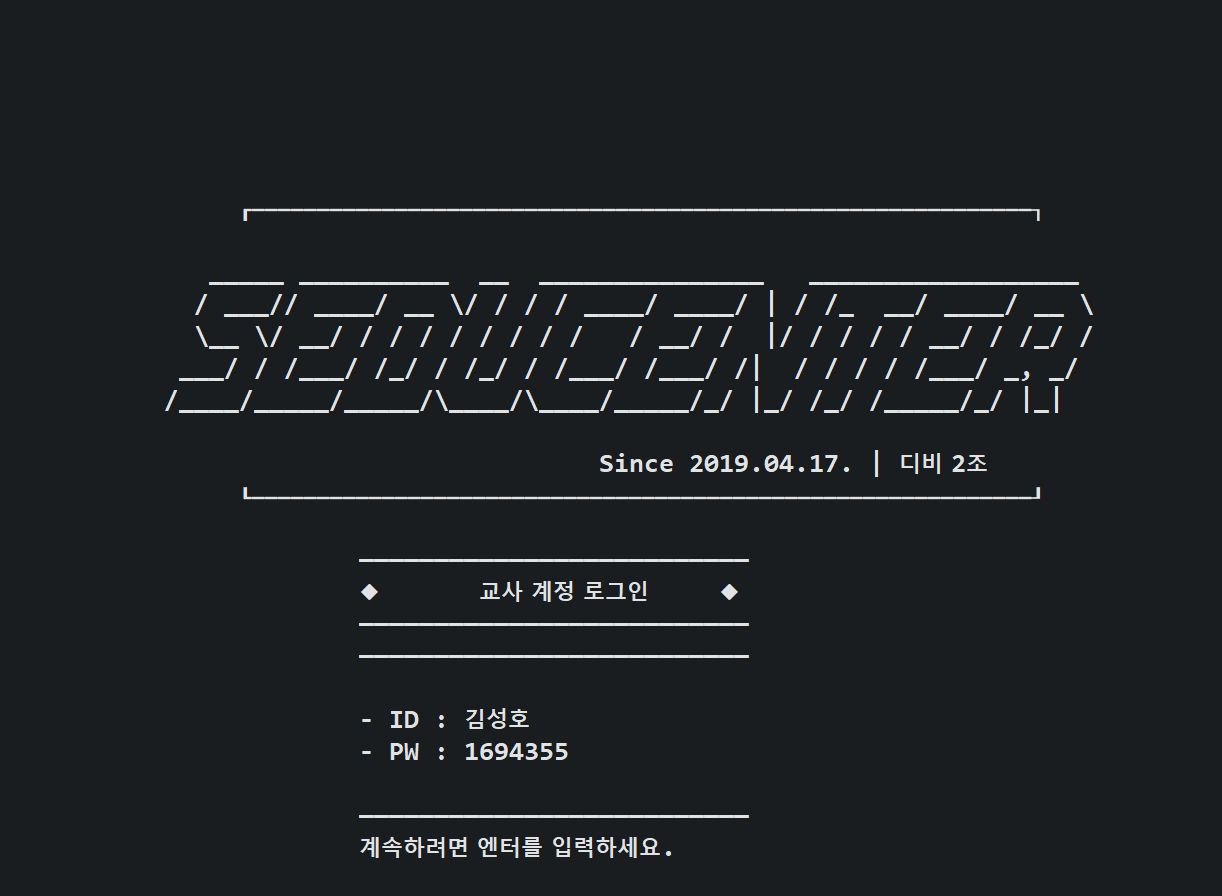 SEDUCENTER
Since 2019.04.17. | 디비 2조
◆ 교사 계정 로그인 ◆
- ID : 김성호
- PW : 1694355
계속하려면 엔터를 입력하세요.